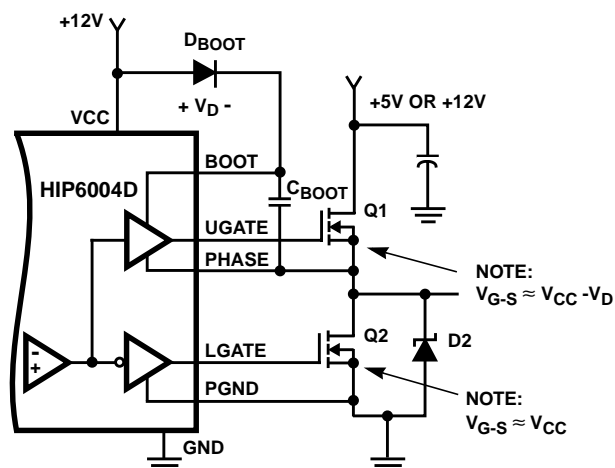 +12V
DBOOT
+ VD -
VCC
+5V OR +12V
BOOT
HIP6004D
CBOOT
Q1
UGATE
PHASE
NOTE:
VG-S ≈ VCC -VD
Q2
D2
LGATE
-
+
PGND
NOTE:
VG-S ≈ VCC
GND